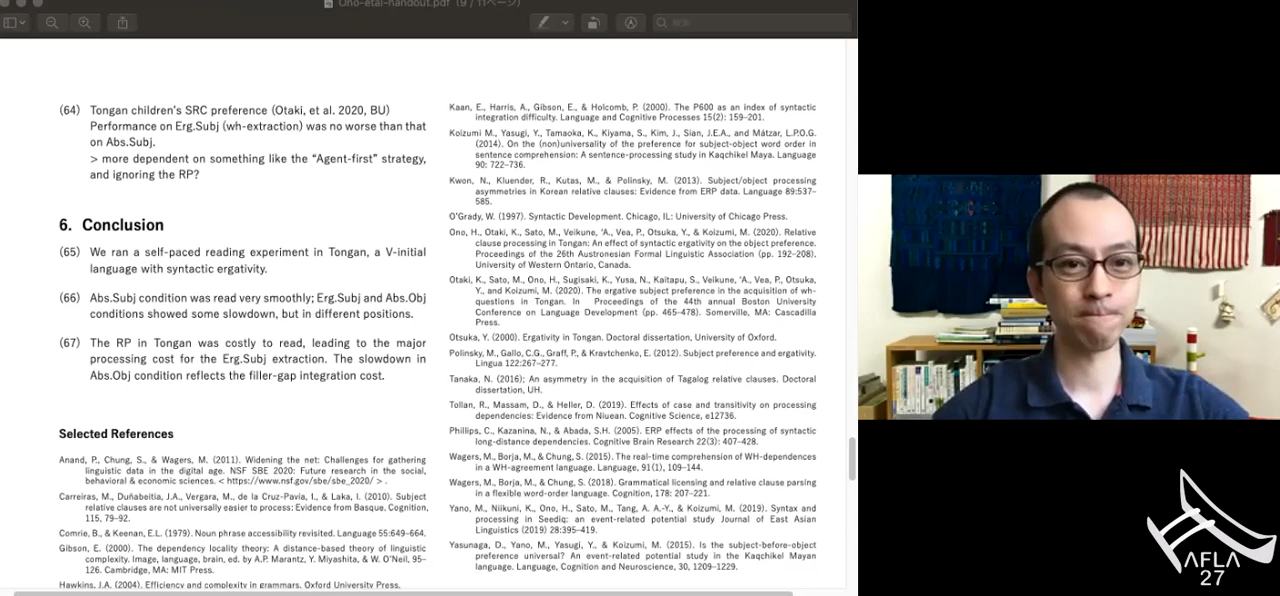 Ono-etal-handout.pdf (9 / 11ページ)
検索
(64) Tongan children's SRC preference (Otaki, et al. 2020, BU)
Performance on Erg.Subj (wh-extraction) was no worse than that
on Abs.Subj.
> more dependent on something like the “Agent-first” strategy,
and ignoring the RP?
6. Conclusion
(65) We ran a self-paced reading experiment in Tongan, a V-initial
language with syntactic ergativity.
(66) Abs.Subj condition was read very smoothly; Erg.Subj and Abs.Obj
conditions showed some slowdown, but in different positions.
(67) The RP in Tongan was costly to read, leading to the major
processing cost for the Erg.Subj extraction. The slowdown in
Abs.Obj condition reflects the filler-gap integration cost.
Selected References
Anand, P., Chung, S., & Wagers, M. (2011). Widening the net: Challenges for gathering
linguistic data in the digital age. NSF SBE 2020: Future research in the social,
behavioral & economic sciences. < https://www.nsf.gov/sbe/sbe_2020/ > .
Carreiras, M., Duñabeitia, J.A., Vergara, M., de la Cruz-Pavía, I., & Laka, I. (2010). Subject
relative clauses are not universally easier to process: Evidence from Basque. Cognition,
115, 79–92.
Comrie, B., & Keenan, E.L. (1979). Noun phrase accessibility revisited. Language 55:649–664.
Gibson, E. (2000). The dependency locality theory: A distance-based theory of linguistic
complexity. Image, language, brain, ed. by A.P. Marantz, Y. Miyashita, & W. O'Neil, 95–
126. Cambridge, MA: MIT Press.
Hawkins, J.A. (2004). Efficiency and complexity in grammars. Oxford University Press.
Kaan, E., Harris, A., Gibson, E., & Holcomb, P. (2000). The P600 as an index of syntactic
integration difficulty. Language and Cognitive Processes 15(2): 159–201.
Koizumi M., Yasugi, Y., Tamaoka, K., Kiyama, S., Kim, J., Sian, J.E.A., and Mátzar, L.P.O.G.
(2014). On the (non)universality of the preference for subject-object word order in
sentence comprehension: A sentence-processing study in Kaqchikel Maya. Language
90: 722–736.
Kwon, N., Kluender, R., Kutas, M., & Polinsky, M. (2013). Subject/object processing
asymmetries in Korean relative clauses: Evidence from ERP data. Language 89:537–
585.
O'Grady, W. (1997). Syntactic Development. Chicago, IL: University of Chicago Press.
Ono, H., Otaki, K., Sato, M., Veikune, 'A., Vea, P., Otsuka, Y., & Koizumi, M. (2020). Relative
clause processing in Tongan: An effect of syntactic ergativity on the object preference.
Proceedings of the 26th Austronesian Formal Linguistic Association (pp. 192–208).
University of Western Ontario, Canada.
Otaki, K., Sato, M., Ono, H., Sugisaki, K., Yusa, N., Kaitapu, S., Veikune, 'A., Vea, P., Otsuka,
Y., and Koizumi, M. (2020). The ergative subject preference in the acquisition of wh-
questions in Tongan. In Proceedings of the 44th annual Boston University
Conference on Language Development (pp. 465–478). Somerville, MA: Cascadilla
Press.
Otsuka, Y. (2000). Ergativity in Tongan. Doctoral dissertation, University of Oxford.
Polinsky, M., Gallo, C.G., Graff, P., & Kravtchenko, E. (2012). Subject preference and ergativity.
Lingua 122:267–277.
Tanaka, N. (2016); An asymmetry in the acquisition of Tagalog relative clauses. Doctoral
dissertation, UH.
Tollan, R., Massam, D., & Heller, D. (2019). Effects of case and transitivity on processing
dependencies: Evidence from Niuean. Cognitive Science, e12736.
Phillips, C., Kazanina, N., & Abada, S.H. (2005). ERP effects of the processing of syntactic
long-distance dependencies. Cognitive Brain Research 22(3): 407–428.
Wagers, M., Borja, M., & Chung, S. (2015). The real-time comprehension of WH-dependences
in a WH-agreement language. Language, 91(1), 109–144.
Wagers, M., Borja, M., & Chung, S. (2018). Grammatical licensing and relative clause parsing
in a flexible word-order language. Cognition, 178: 207–221.
Yano, M., Niikuni, K., Ono, H., Sato, M., Tang, A. A.-Y., & Koizumi, M. (2019). Syntax and
processing in Seediq: an event-related potential study Journal of East Asian
Linguistics (2019) 28:395–419.
Yasunaga, D., Yano, M., Yasugi, Y., & Koizumi, M. (2015). Is the subject-before-object
preference universal? An event-related potential study in the Kaqchikel Mayan
language. Language, Cognition and Neuroscience, 30, 1209–1229.
AFLA
27